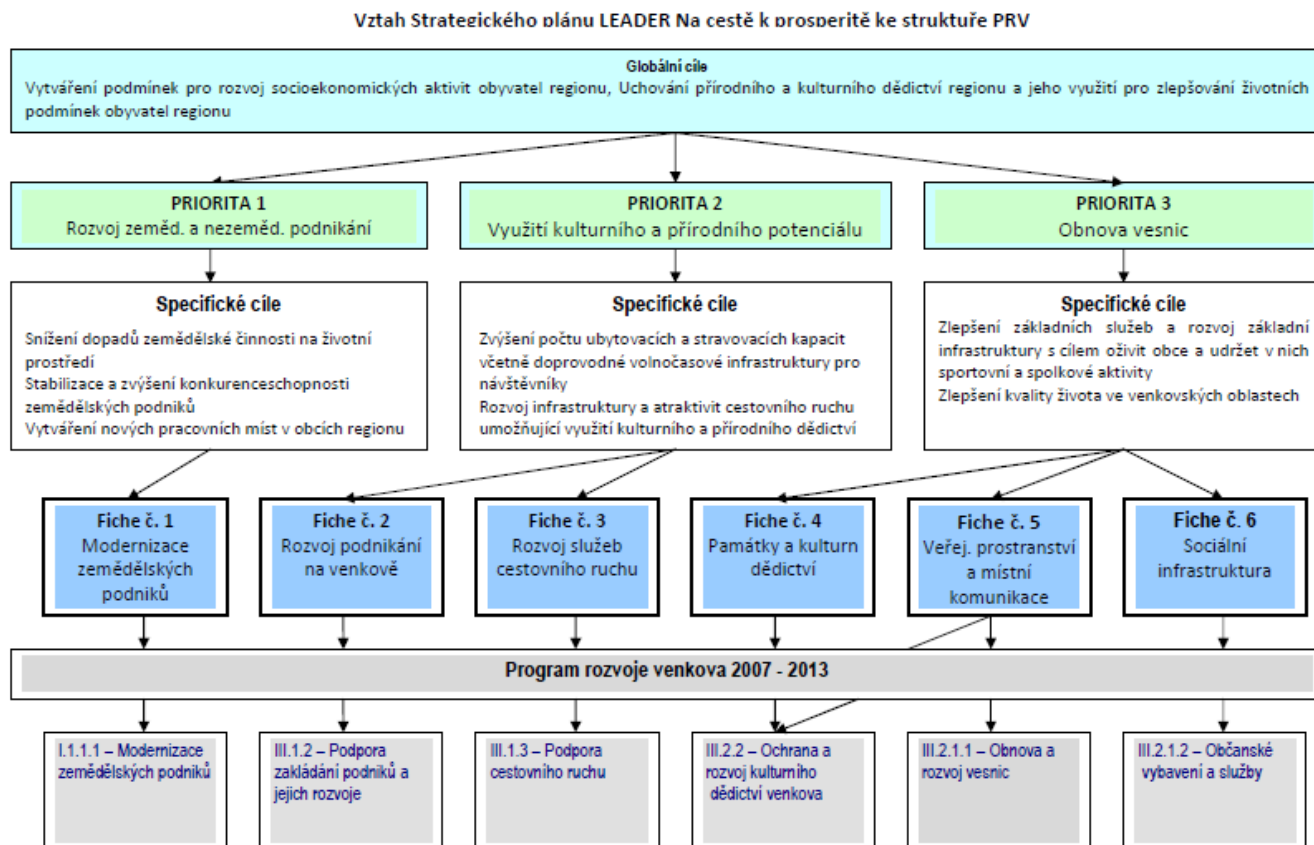 Vztah Strategického plánu LEADER Na cestě k prosperitě ke struktuře PRV
Globální cíle
Vytváření podmínek pro rozvoj socioekonomických aktivit obyvatel regionu, Uchování přírodního a kulturního dědictví regionu a jeho využití pro zlepšování životních
podmínek obyvatel regionu
PRIORITA 1
Rozvoj zeměd. a nezeměd. podnikání
PRIORITA 2
Využití kulturního a přírodního potenciálu
PRIORITA 3
Obnova vesnic
Specifické cíle
Snížení dopadů zemědělské činnosti na životní
prostředí
Stabilizace a zvýšení konkurenceschopnosti
zemědělských podniků
Vytváření nových pracovních míst v obcích regionu
Specifické cíle
Zvýšení počtu ubytovacích a stravovacích kapacit
včetně doprovodné volnočasové infrastruktury pro
návštěvníky
Rozvoj infrastruktury a atraktivit cestovního ruchu
umožňující využití kulturního a přírodního dědictví
Specifické cíle
Zlepšení základních služeb a rozvoj základní
infrastruktury s cílem oživit obce a udržet v nich
sportovní a spolkové aktivity
Zlepšení kvality života ve venkovských oblastech
Fiche č. 1
Modernizace
zemědělských
podniků
Fiche č. 2
Rozvoj podnikání
na venkově
Fiche č. 3
Rozvoj služeb
cestovního ruchu
Fiche č. 4
Památky a kulturn
dědictví
Fiche č. 5
Veřej. prostranství
a místní
komunikace
Fiche č. 6
Sociální
infrastruktura
Program rozvoje venkova 2007 - 2013
I.1.1.1 – Modernizace
zemědělských podniků
III.1.2 – Podpora
zakládání podniků a
jejich rozvoje
III.1.3 – Podpora
cestovního ruchu
III.2.2 – Ochrana a
rozvoj kulturního
dědictví venkova
III.2.1.1 – Obnova a
rozvoj vesnic
III.2.1.2 – Občanské
vybavení a služby